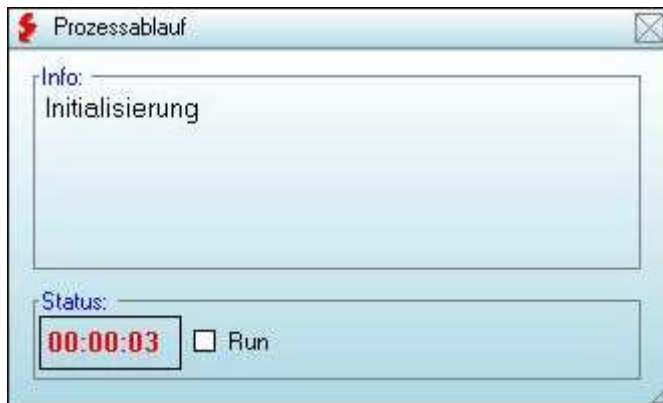 Prozessablauf
Info:
Initialisierung
Status:
00:00:03 Run